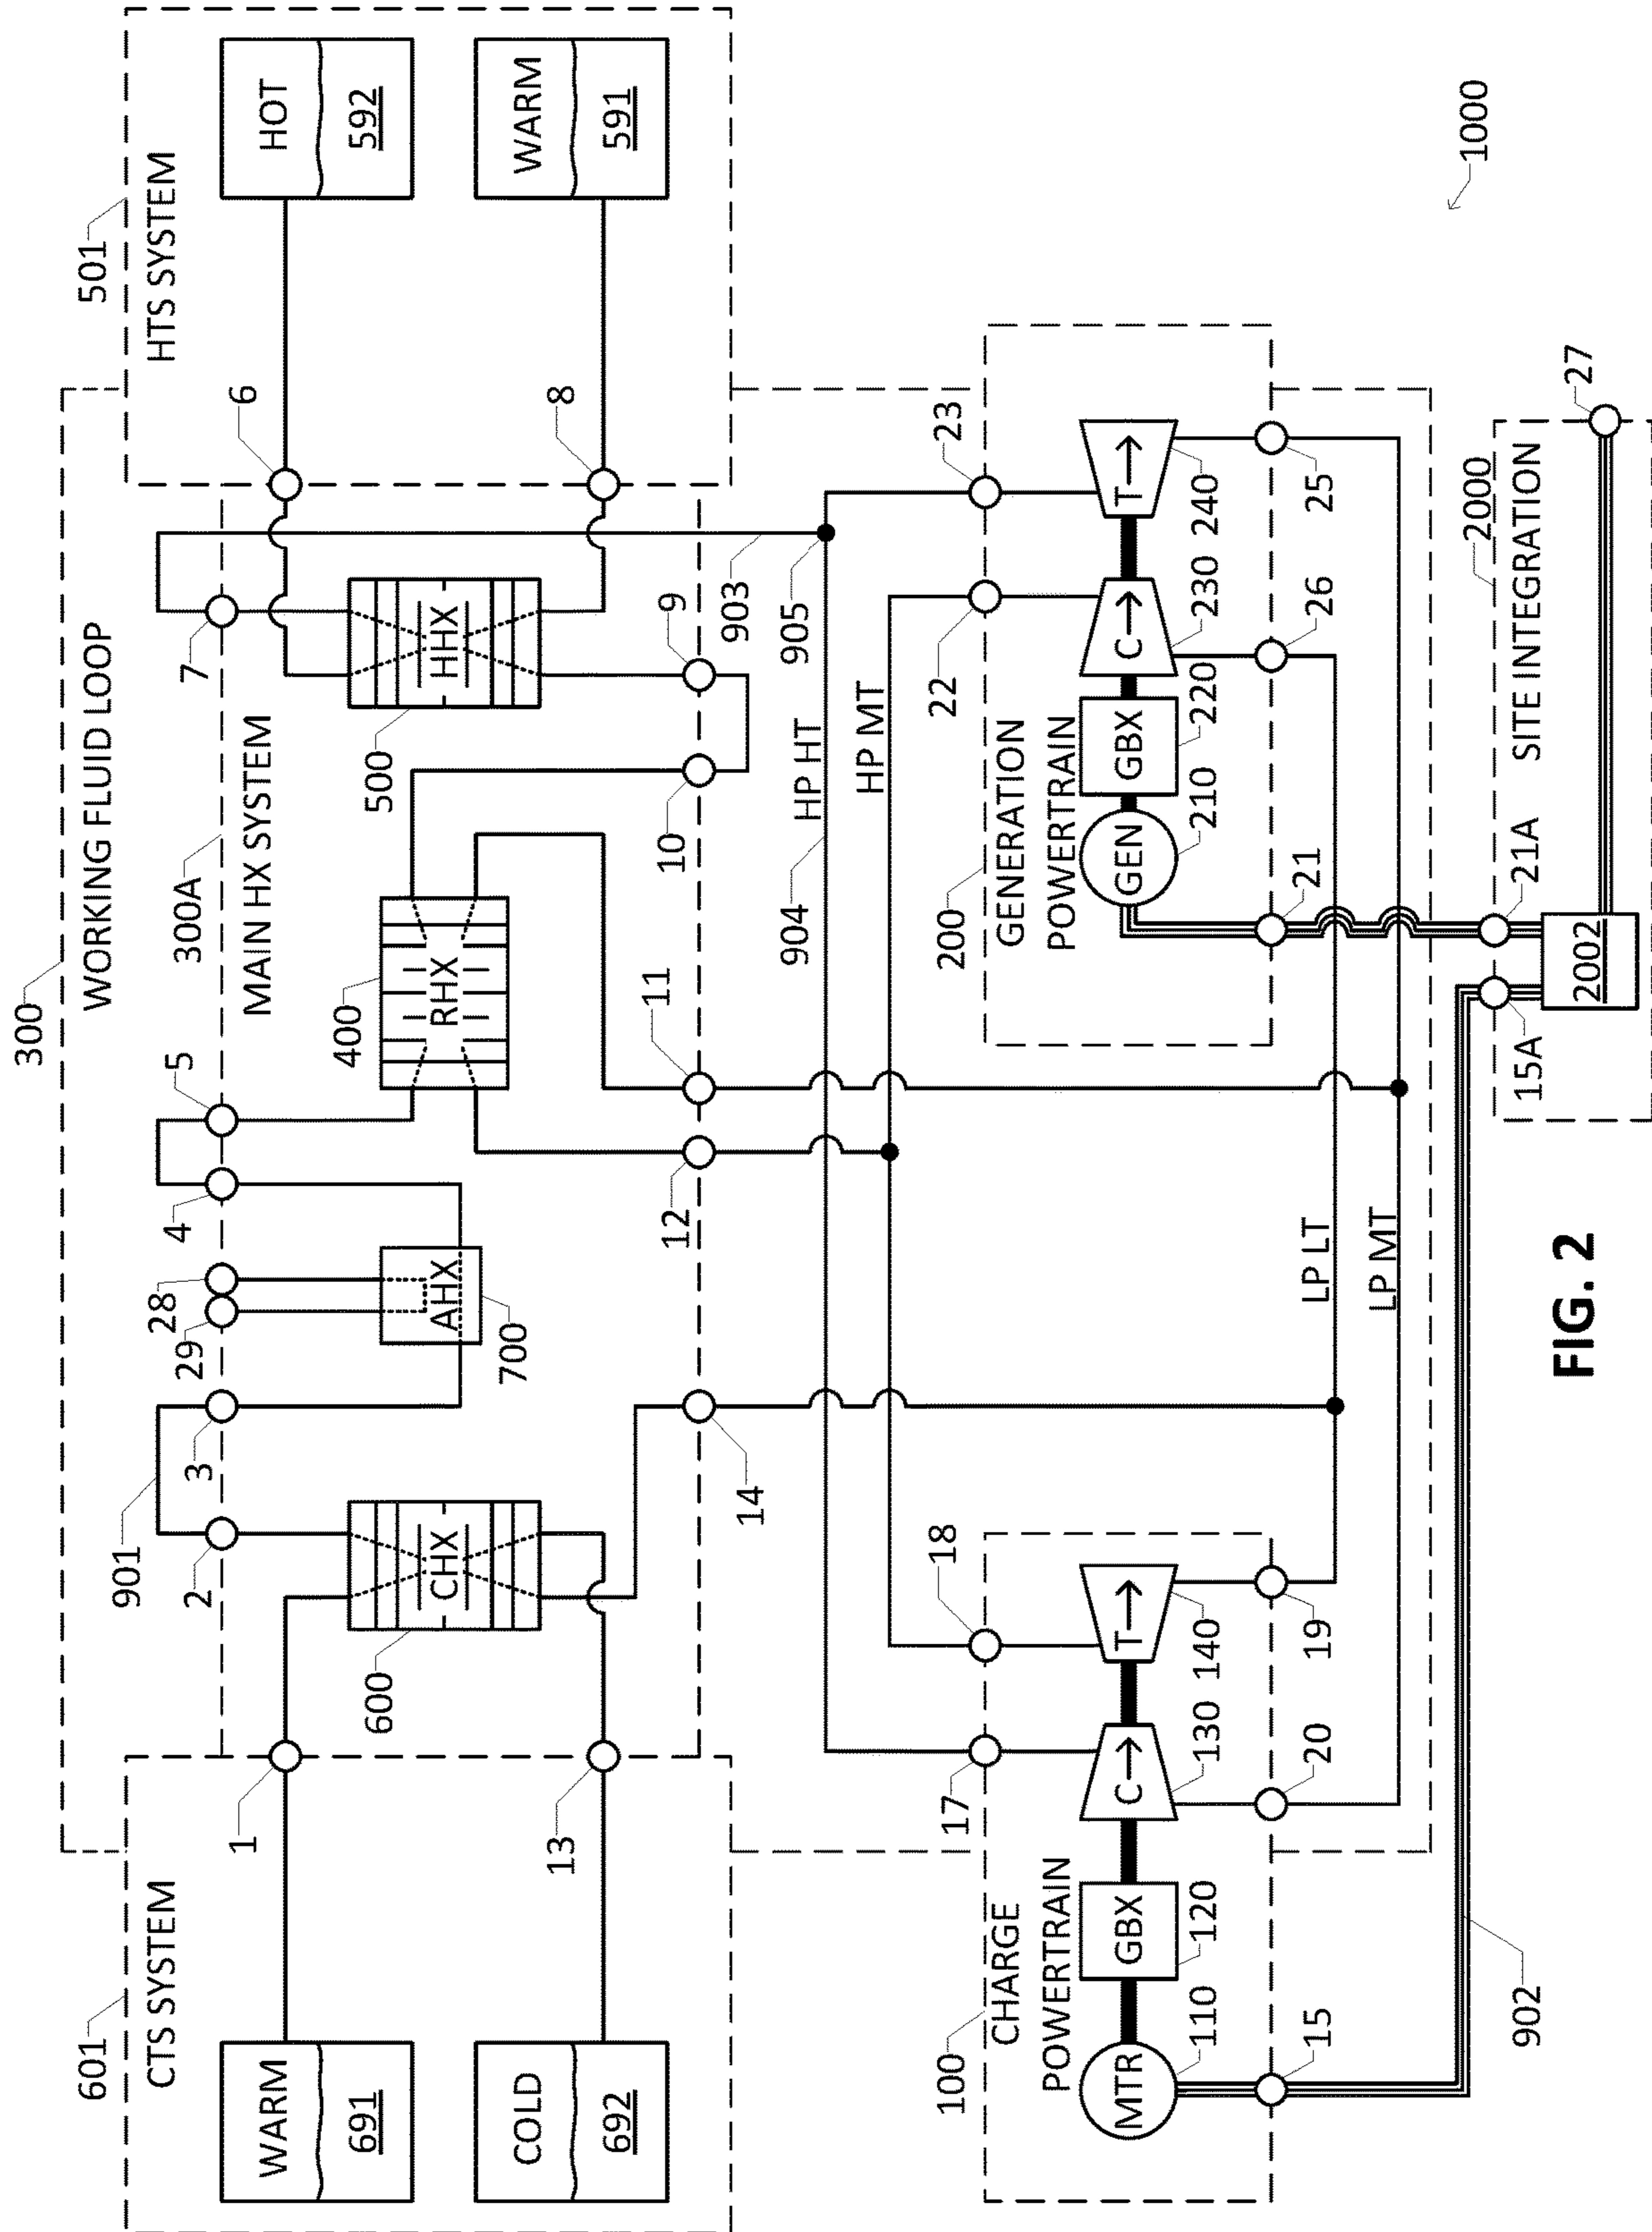 300
WORKING FLUID LOOP
601
CTS SYSTEM
WARM
691
COLD
692
1
13
901
2
3
29
28
4
5
300A
MAIN HX SYSTEM
7
6
8
501
HTS SYSTEM
HOT
592
WARM
591
CHX
600
AHX
700
RHX
400
HHX
500
14
12
11
10
9
903
905
904
HP HT
HP MT
17
18
22
23
100
CHARGE
POWERTRAIN
MTR
110
GBX
120
C
130
T
140
15
20
19
200
GENERATION
POWERTRAIN
GEN
210
GBX
220
C
230
T
240
21
26
25
LP LT
LP MT
902
15A
21A
2000
SITE INTEGRATION
2002
27
1000
FIG. 2